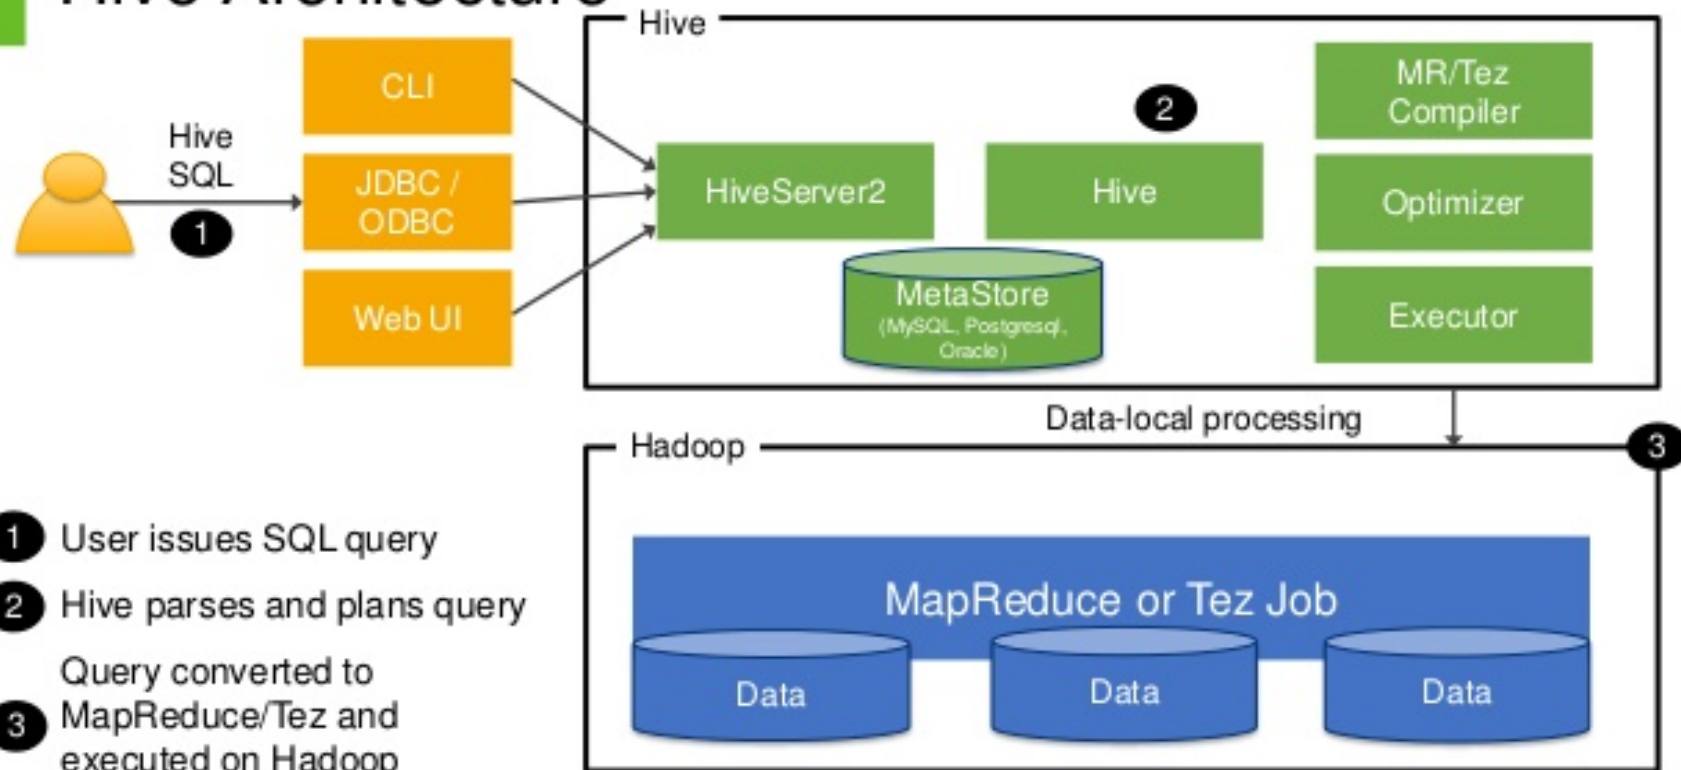 Hive Architecture
Hive
CLI
Hive
SQL
1
JDBC /
ODBC
Web UI
HiveServer2
2
Hive
MetaStore
(MySQL, Postgresql,
Oracle)
MR/Tez
Compiler
Optimizer
Executor
Data-local processing
Hadoop
3
MapReduce or Tez Job
Data
Data
Data
1 User issues SQL query
2 Hive parses and plans query
3 Query converted to
MapReduce/Tez and
executed on Hadoop